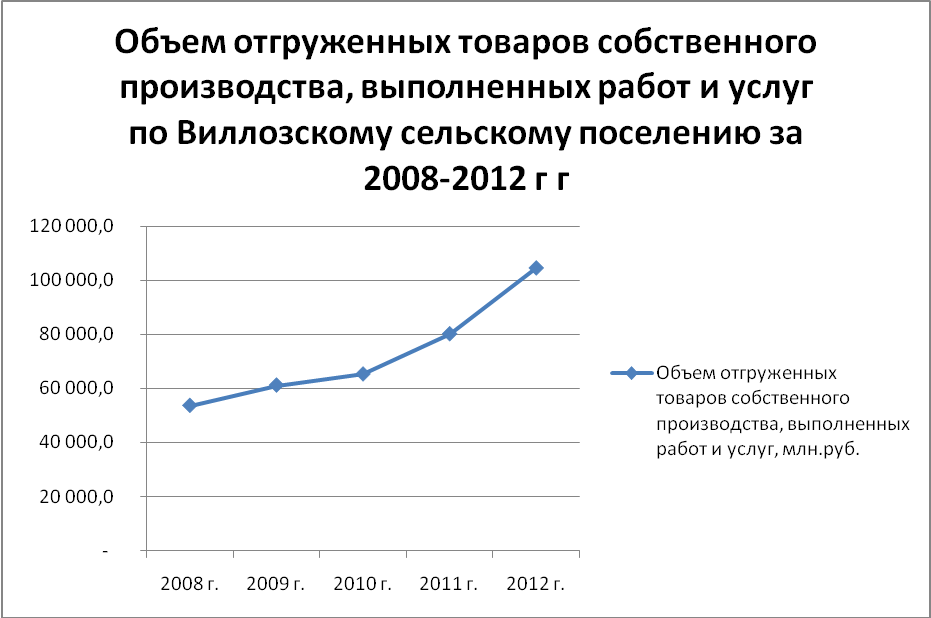 Объем отгруженных товаров собственного
производства, выполненных работ и услуг
по Виллозскому сельскому поселению за
2008-2012 г г
120 000,0
100 000,0
80 000,0
60 000,0
40 000,0
20 000,0
-
2008 г.
2009 г.
2010 г.
2011 г.
2012 г.
Объем отгруженных
товаров собственного
производства, выполненных
работ и услуг, млн.руб.